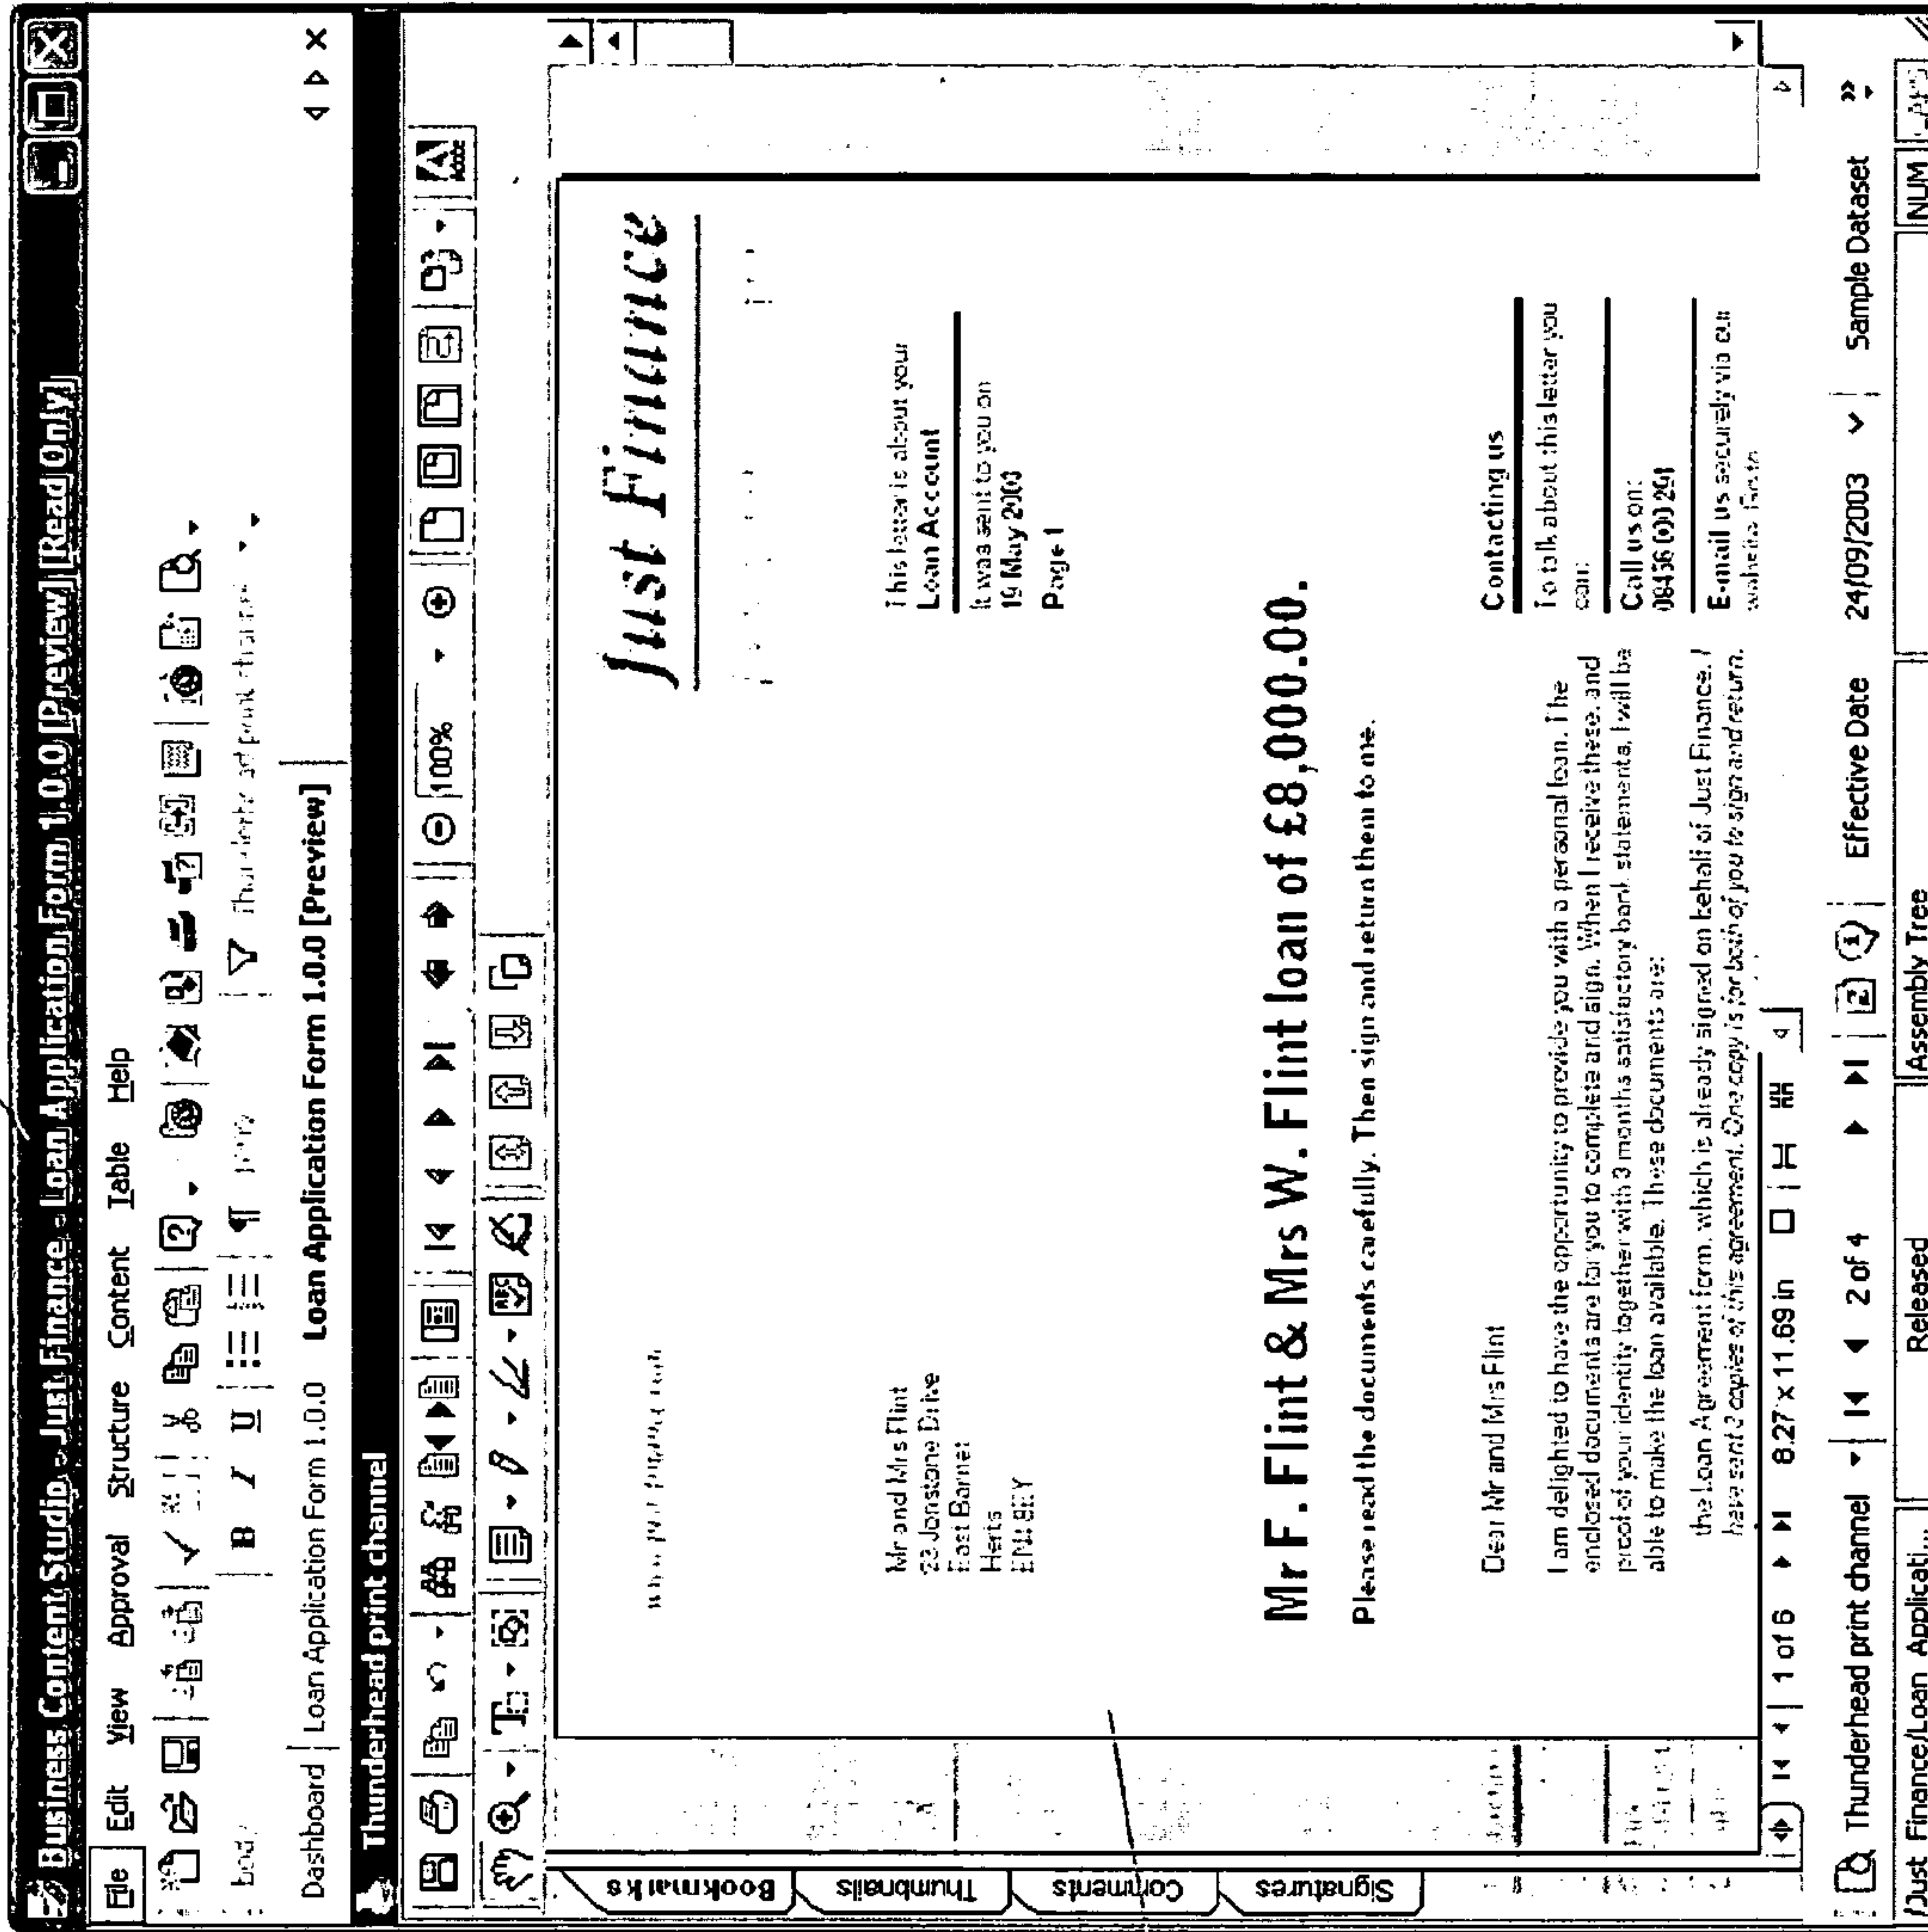 Business Content Studio - Just Finance - Loan Application Form 1.0.0 [Preview] [Read Only]
File Edit View Approval Structure Content Table Help
body B I U
Dashboard Loan Application Form 1.0.0 Loan Application Form 1.0.0 [Preview]
Thunderhead print channel
100%
Adobe
Bookmarks
Thumbnails
Comments
Signatures
Just Finance
Mr and Mrs Flint
East Barnet
Herts
This letter is about your
Loan Account
It was sent to you on
19 May 2003
Page 1
Mr F. Flint & Mrs W. Flint loan of £8,000.00.
Please read the documents carefully. Then sign and return them to me.
Dear Mr and Mrs Flint
I am delighted to have the opportunity to provide you with a personal loan. The
enclosed documents are for you to complete and sign. When I receive these, and
proof of your identity together with 3 months satisfactory bank statements, I will be
able to make the loan available. These documents are:
the Loan Agreement form, which is already signed on behalf of Just Finance. I
have sent 2 copies of this agreement. One copy is for both of you to sign and return.
Contacting us
To talk about this letter you
can:
Call us on:
E-mail us securely via our
1 of 6 8.27 x 11.69 in
Thunderhead print channel 2 of 4 Effective Date 24/09/2003 Sample Dataset
/Just Finance/Loan Applicati... Released Assembly Tree NUM